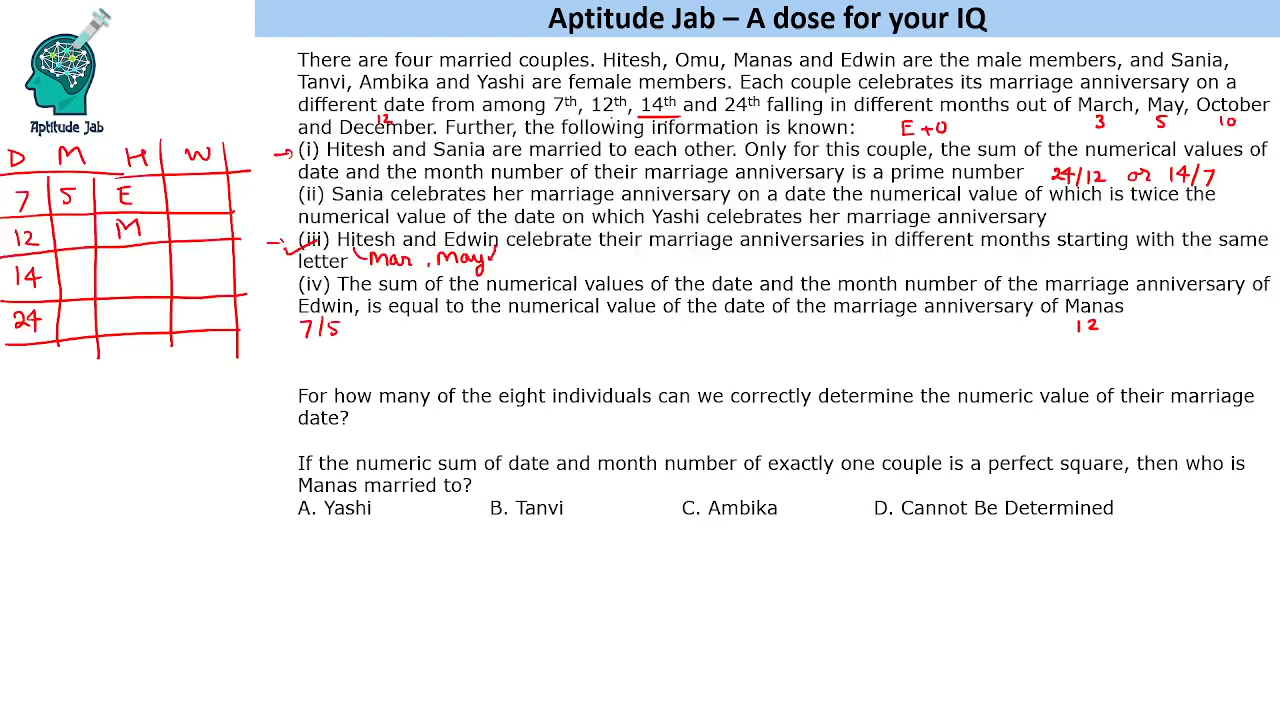 Aptitude Jab – A dose for your IQ
Aptitude Jab
There are four married couples. Hitesh, Omu, Manas and Edwin are the male members, and Sania,
Tanvi, Ambika and Yashi are female members. Each couple celebrates its marriage anniversary on a
different date from among 7th, 12th, 14th and 24th falling in different months out of March, May, October
and December. Further, the following information is known:
12
E+O
3 5 10
(i) Hitesh and Sania are married to each other. Only for this couple, the sum of the numerical values of
date and the month number of their marriage anniversary is a prime number
24/12 or 14/7
(ii) Sania celebrates her marriage anniversary on a date the numerical value of which is twice the
numerical value of the date on which Yashi celebrates her marriage anniversary
(iii) Hitesh and Edwin celebrate their marriage anniversaries in different months starting with the same
letter
Mar , May
(iv) The sum of the numerical values of the date and the month number of the marriage anniversary of
Edwin, is equal to the numerical value of the date of the marriage anniversary of Manas
7/5 12
D M H W
7 5 E
12 M
14
24
For how many of the eight individuals can we correctly determine the numeric value of their marriage
date?
If the numeric sum of date and month number of exactly one couple is a perfect square, then who is
Manas married to?
A. Yashi B. Tanvi C. Ambika D. Cannot Be Determined